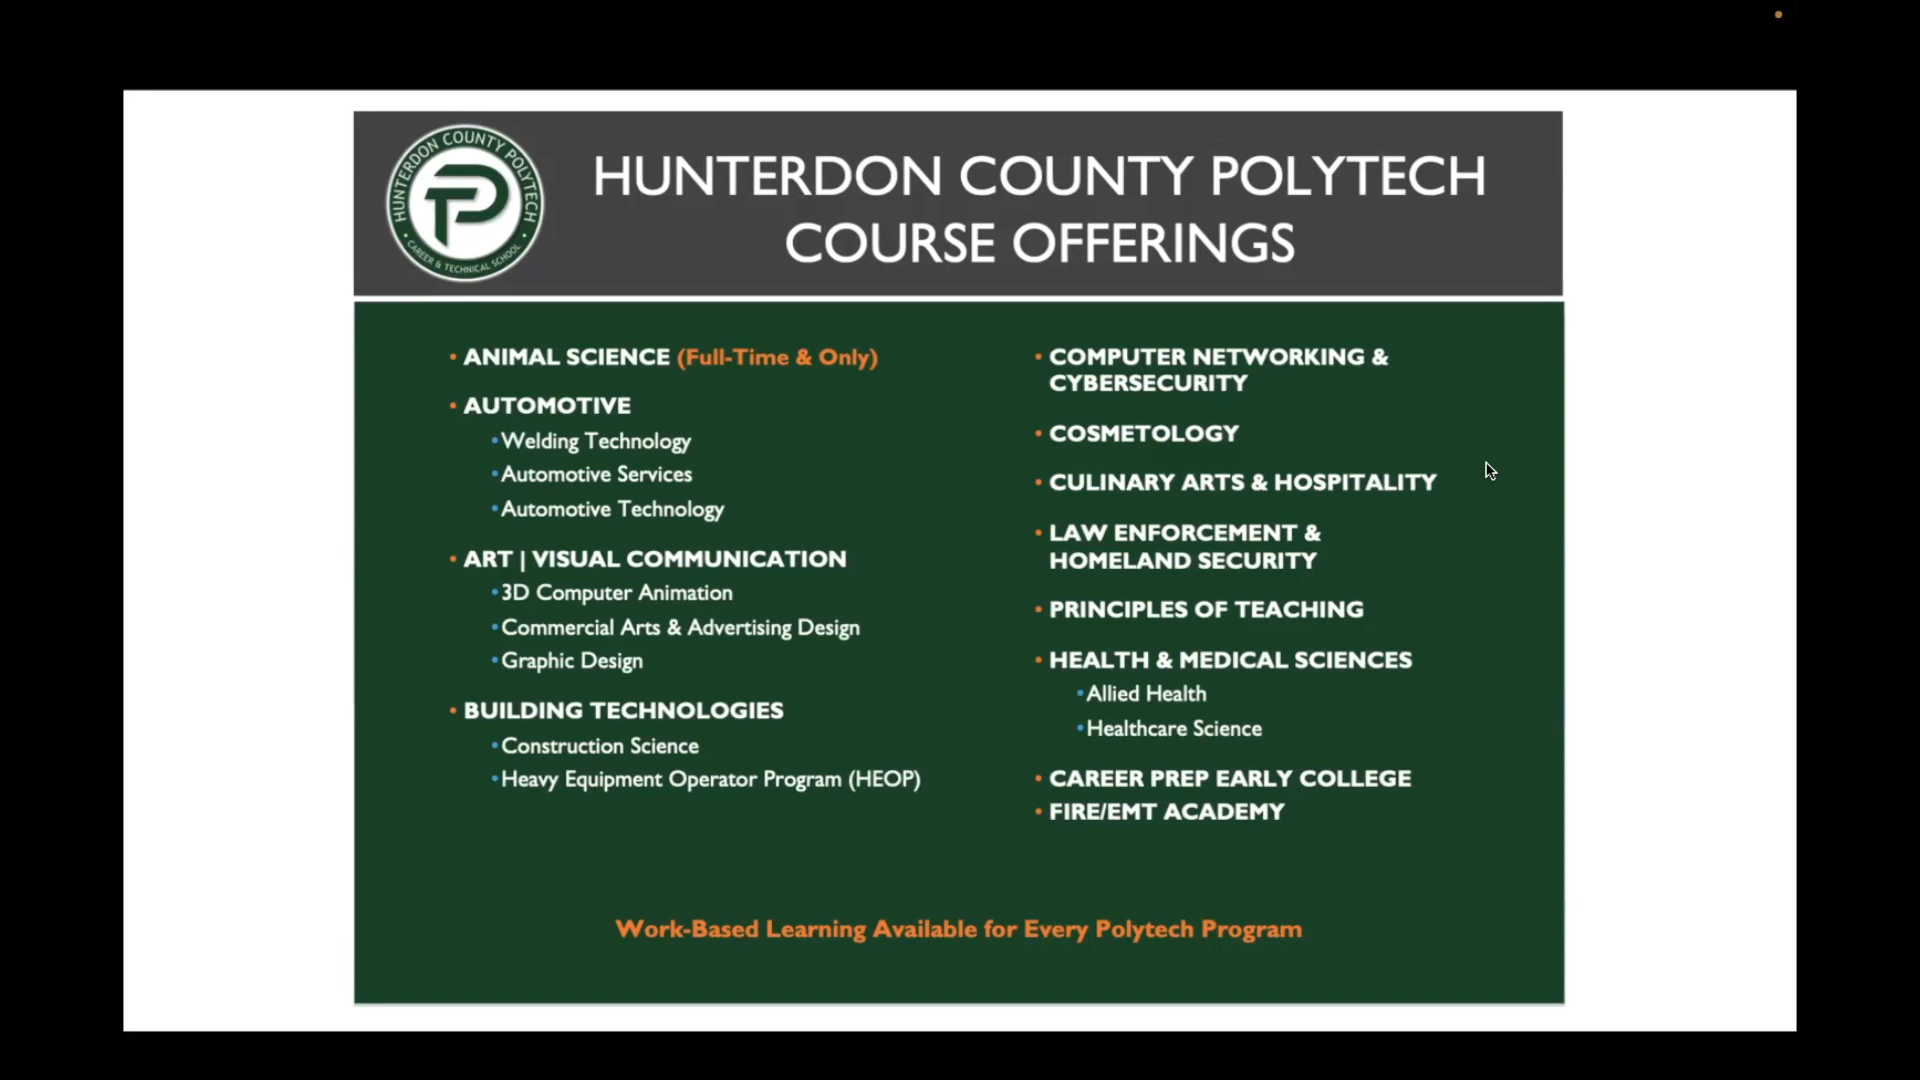 HUNTERDON COUNTY POLYTECH
CAREER & TECHNICAL SCHOOL
HUNTERDON COUNTY POLYTECH
COURSE OFFERINGS
• ANIMAL SCIENCE (Full-Time & Only)
• AUTOMOTIVE
• Welding Technology
• Automotive Services
• Automotive Technology
• ART | VISUAL COMMUNICATION
• 3D Computer Animation
• Commercial Arts & Advertising Design
• Graphic Design
• BUILDING TECHNOLOGIES
• Construction Science
• Heavy Equipment Operator Program (HEOP)
• COMPUTER NETWORKING &
CYBERSECURITY
• COSMETOLOGY
• CULINARY ARTS & HOSPITALITY
• LAW ENFORCEMENT &
HOMELAND SECURITY
• PRINCIPLES OF TEACHING
• HEALTH & MEDICAL SCIENCES
• Allied Health
• Healthcare Science
• CAREER PREP EARLY COLLEGE
• FIRE/EMT ACADEMY
Work-Based Learning Available for Every Polytech Program